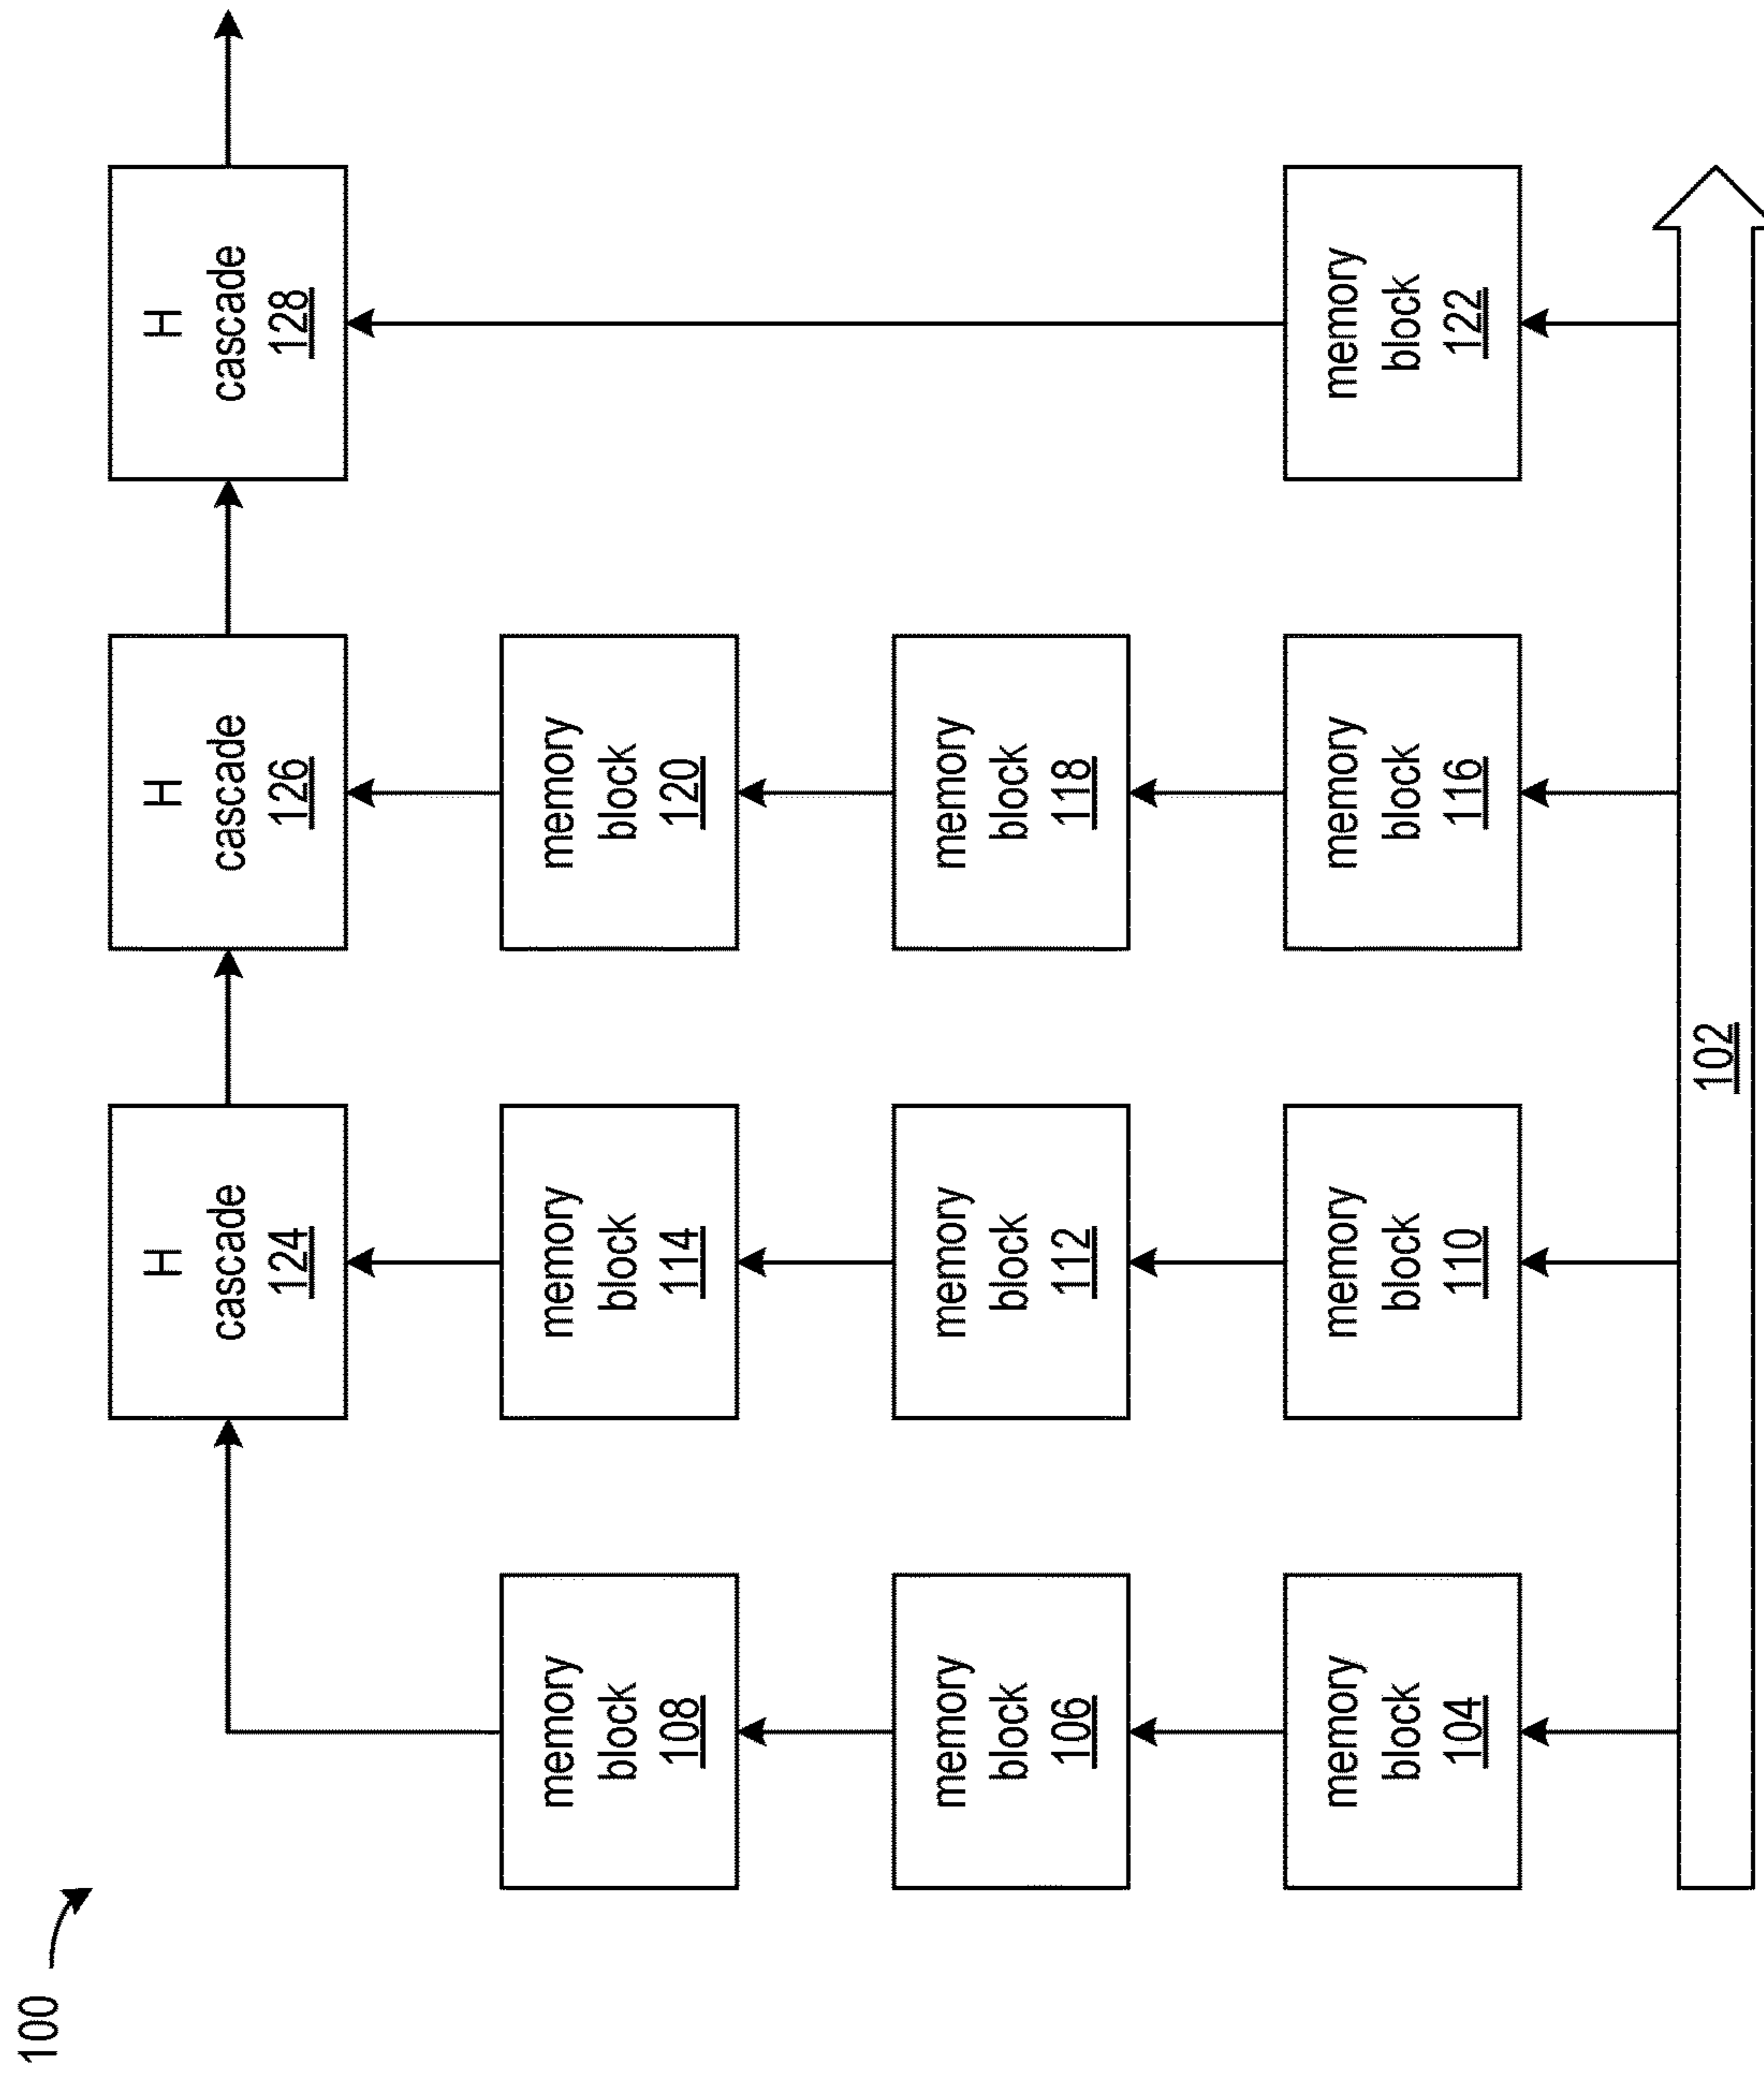 100
H
cascade
124
H
cascade
126
H
cascade
128
memory
block
108
memory
block
114
memory
block
120
memory
block
106
memory
block
112
memory
block
118
memory
block
104
memory
block
110
memory
block
116
memory
block
122
102